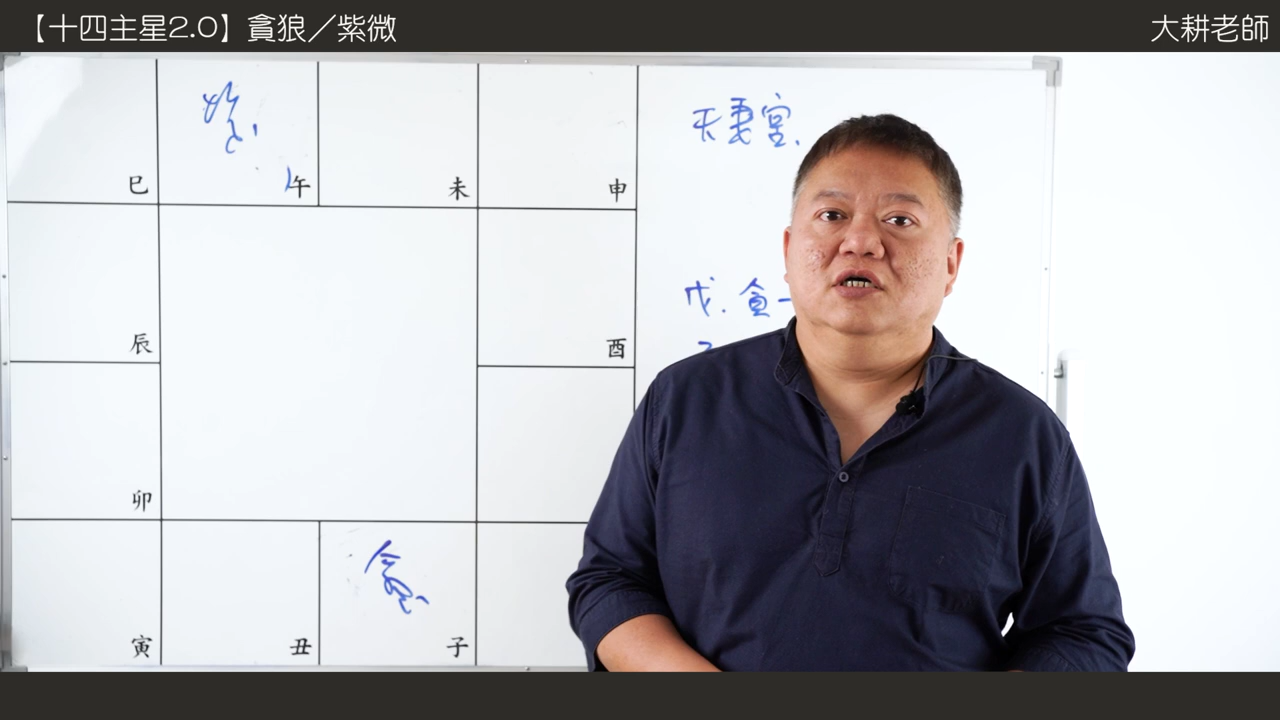 【十四主星2.0】貪狼／紫微
大耕老師
夫妻宮.
巳
午
未
申
戊.貪
辰
酉
卯
寅
丑
子